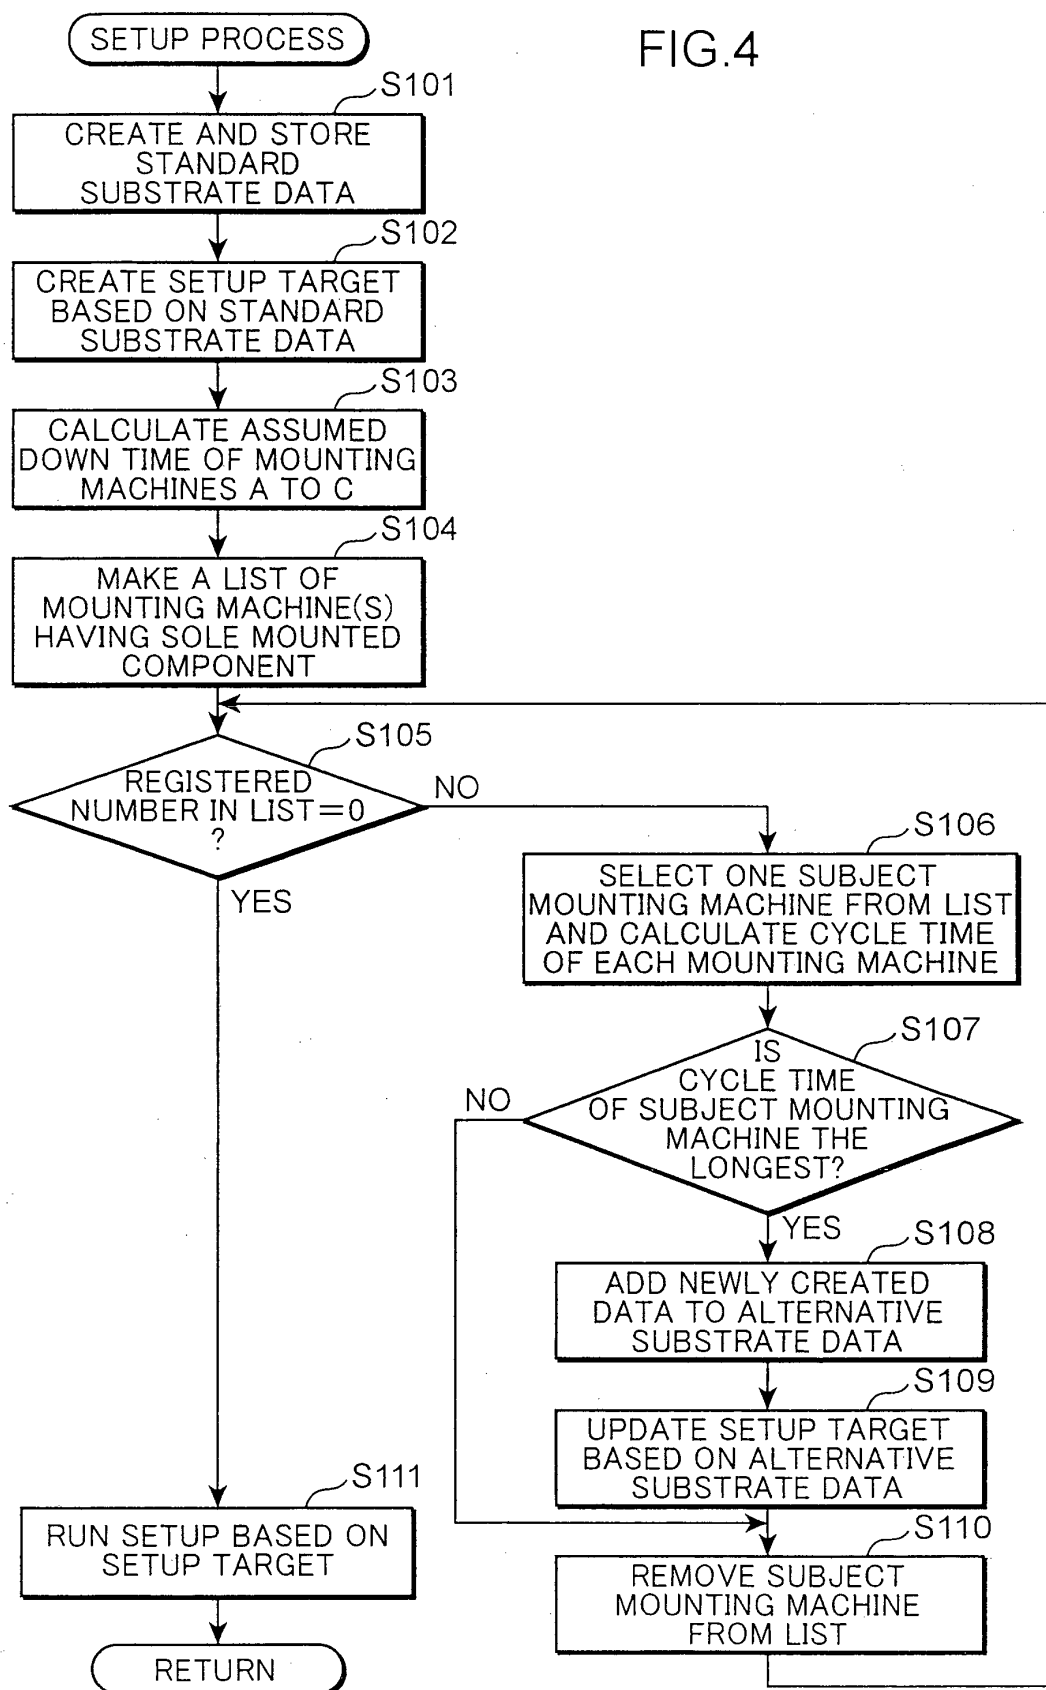 FIG.4
SETUP PROCESS
S101
CREATE AND STORE
STANDARD
SUBSTRATE DATA
S102
CREATE SETUP TARGET
BASED ON STANDARD
SUBSTRATE DATA
S103
CALCULATE ASSUMED
DOWN TIME OF MOUNTING
MACHINES A TO C
S104
MAKE A LIST OF
MOUNTING MACHINE(S)
HAVING SOLE MOUNTED
COMPONENT
S105
REGISTERED
NUMBER IN LIST=0
?
NO
YES
S106
SELECT ONE SUBJECT
MOUNTING MACHINE FROM LIST
AND CALCULATE CYCLE TIME
OF EACH MOUNTING MACHINE
S107
IS
CYCLE TIME
OF SUBJECT MOUNTING
MACHINE THE
LONGEST?
NO
YES
S108
ADD NEWLY CREATED
DATA TO ALTERNATIVE
SUBSTRATE DATA
S109
UPDATE SETUP TARGET
BASED ON ALTERNATIVE
SUBSTRATE DATA
S110
REMOVE SUBJECT
MOUNTING MACHINE
FROM LIST
S111
RUN SETUP BASED ON
SETUP TARGET
RETURN